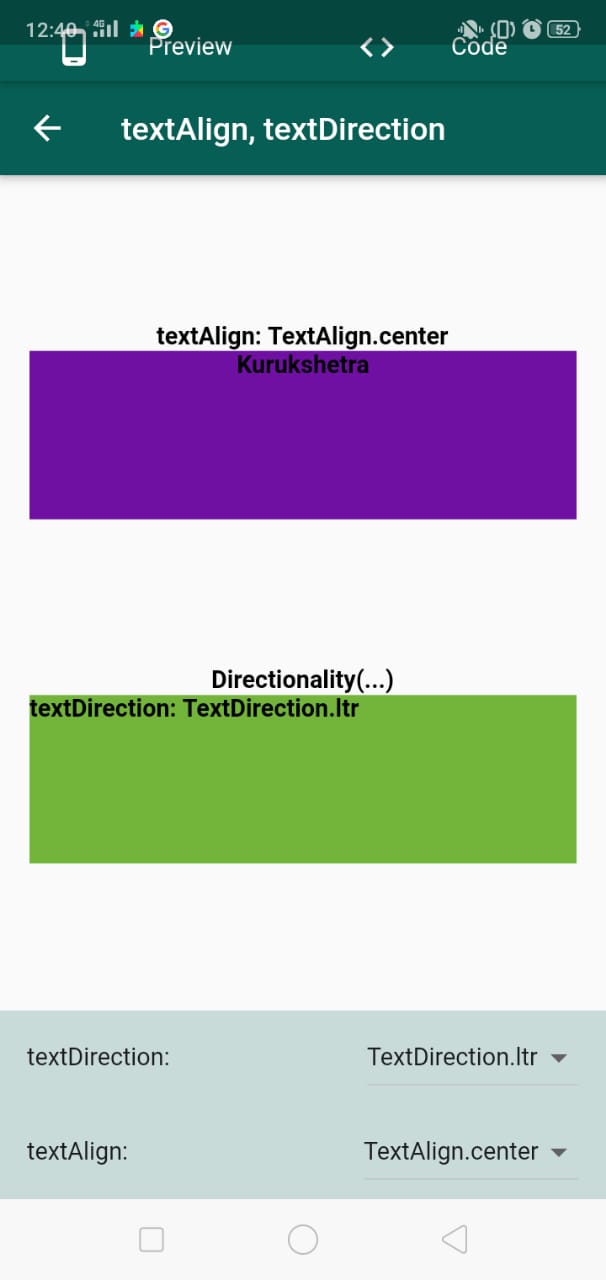 12:40 4G 52
Preview Code
textAlign, textDirection
textAlign: TextAlign.center
Kurukshetra
Directionality(...)
textDirection: TextDirection.ltr
textDirection: TextDirection.ltr
textAlign: TextAlign.center